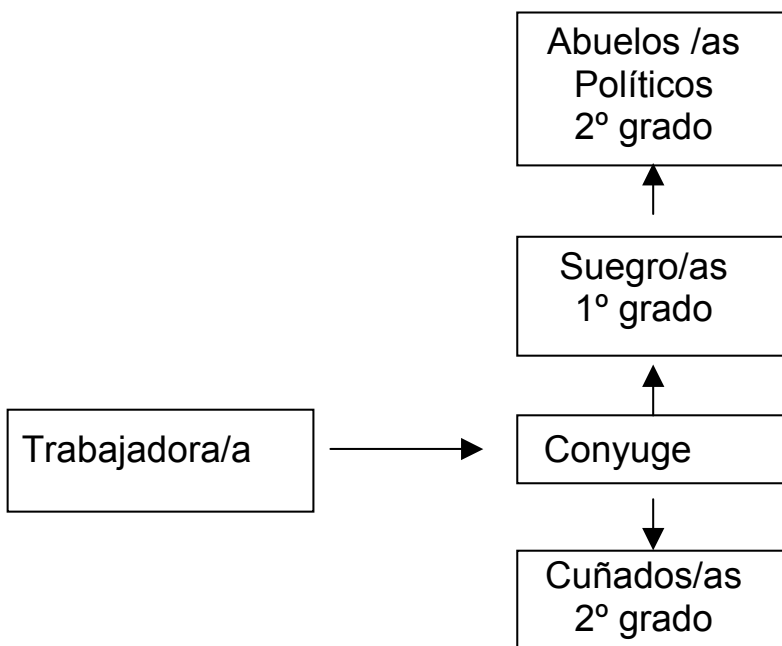 Abuelos /as
Políticos
2º grado
Suegro/as
1º grado
Trabajadora/a
Conyuge
Cuñados/as
2º grado